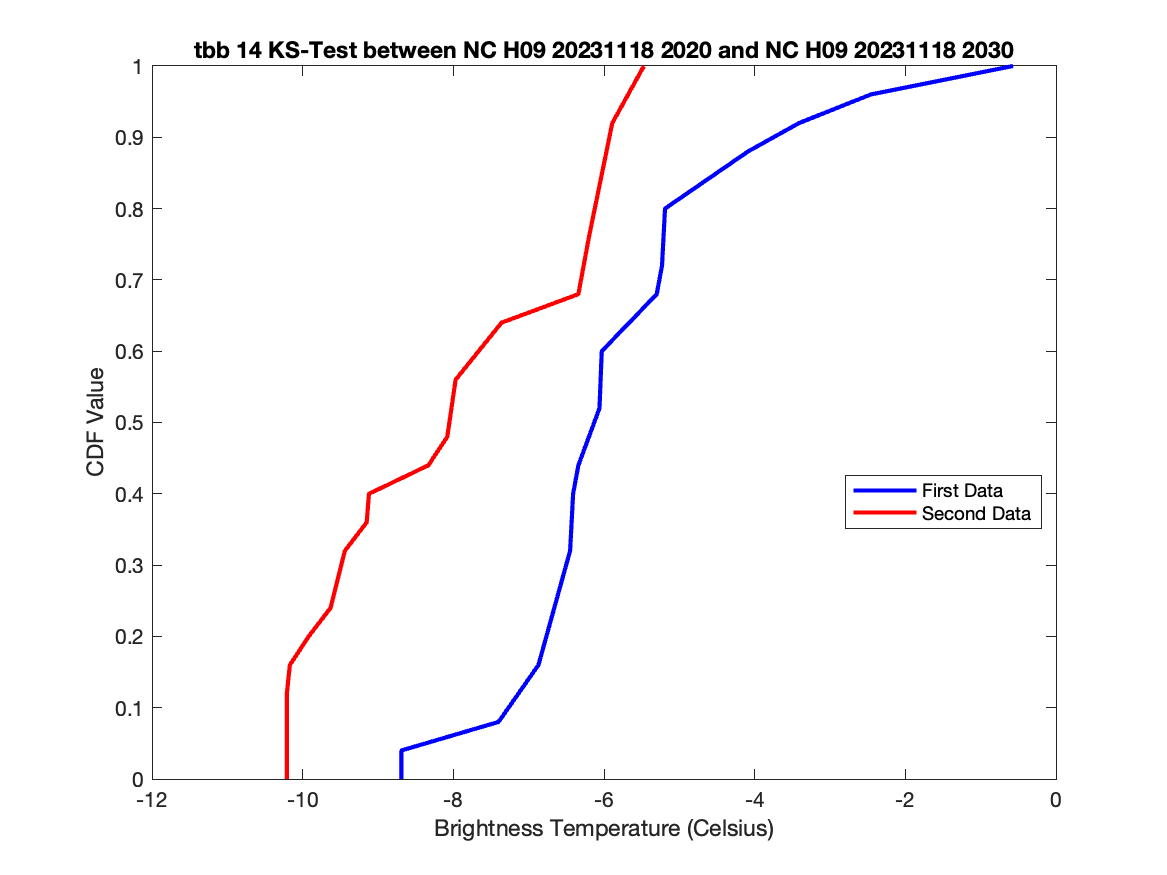 tbb 14 KS-Test between NC H09 20231118 2020 and NC H09 20231118 2030
1
0.9
0.8
0.7
0.6
0.5
0.4
0.3
0.2
0.1
0
CDF Value
First Data
Second Data
-12 -10 -8 -6 -4 -2 0
Brightness Temperature (Celsius)